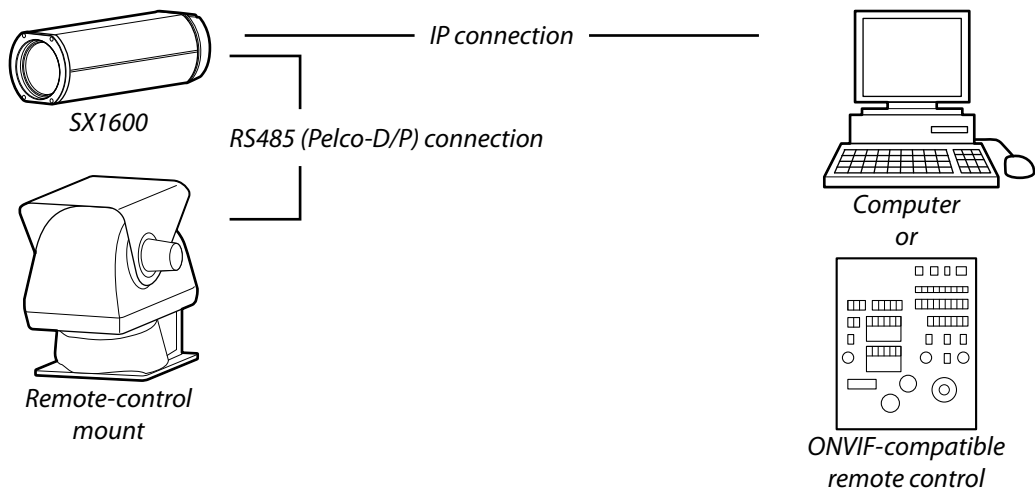 IP connection
SX1600
RS485 (Pelco-D/P) connection
Computer
or
Remote-control
mount
ONVIF-compatible
remote control